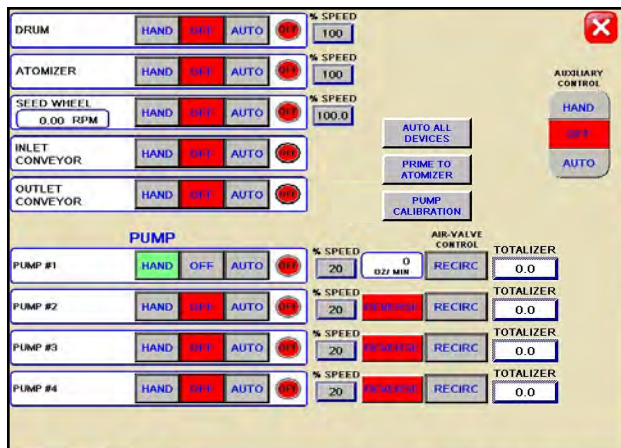 DRUM HAND OFF AUTO OFF % SPEED 100
ATOMIZER HAND OFF AUTO OFF % SPEED 100
SEED WHEEL 0.00 RPM HAND OFF AUTO OFF % SPEED 100.0
INLET CONVEYOR HAND OFF AUTO OFF
OUTLET CONVEYOR HAND OFF AUTO OFF
AUTO ALL DEVICES
PRIME TO ATOMIZER
PUMP CALIBRATION
AUXILIARY CONTROL
HAND
OFF
AUTO
PUMP
AIR-VALVE CONTROL
PUMP #1 HAND OFF AUTO OFF % SPEED 20 0 OZ/ MIN RECIRC TOTALIZER 0.0
PUMP #2 HAND OFF AUTO OFF % SPEED 20 REVERSE RECIRC TOTALIZER 0.0
PUMP #3 HAND OFF AUTO OFF % SPEED 20 REVERSE RECIRC TOTALIZER 0.0
PUMP #4 HAND OFF AUTO OFF % SPEED 20 REVERSE RECIRC TOTALIZER 0.0